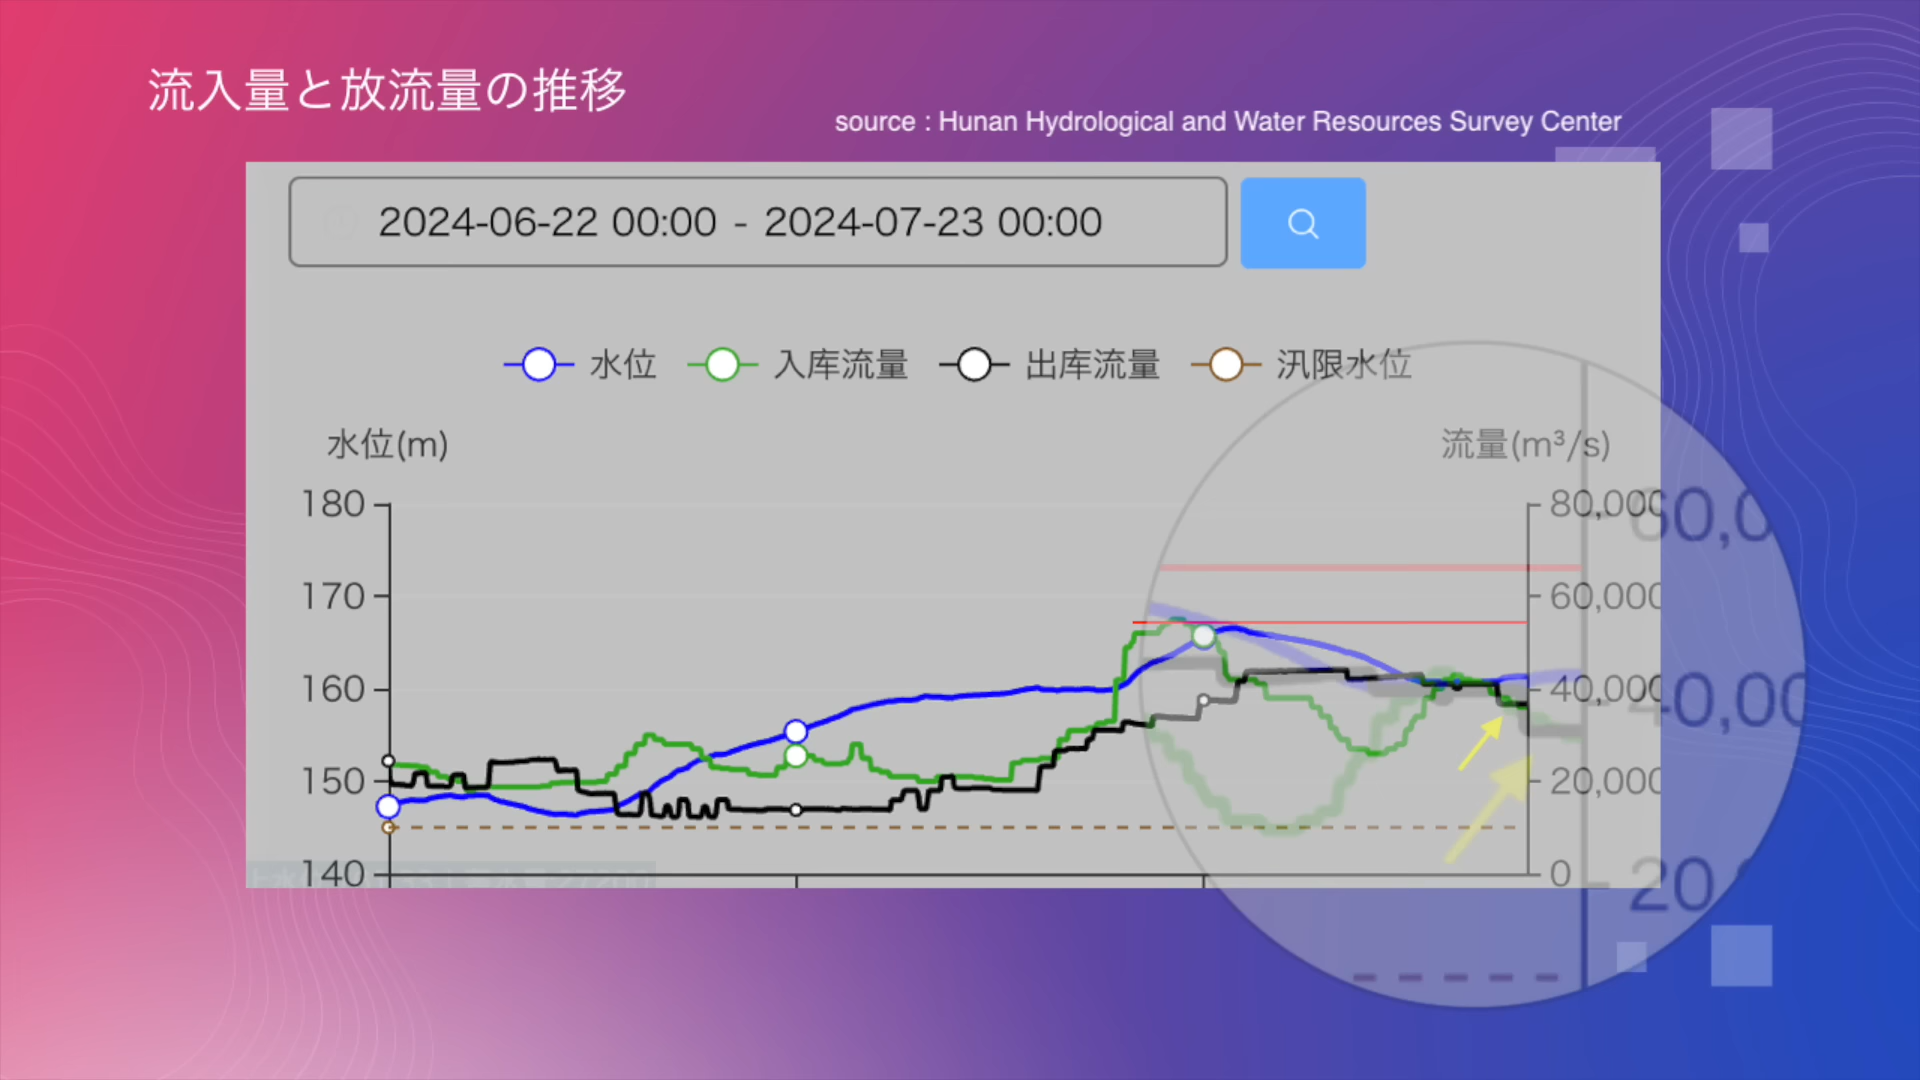 流入量と放流量の推移
source : Hunan Hydrological and Water Resources Survey Center
2024-06-22 00:00 - 2024-07-23 00:00
水位 入库流量 出库流量 汛限水位
水位(m) 流量(m³/s)
180 80,000
170 60,000
160 40,000
150 20,000
140 0